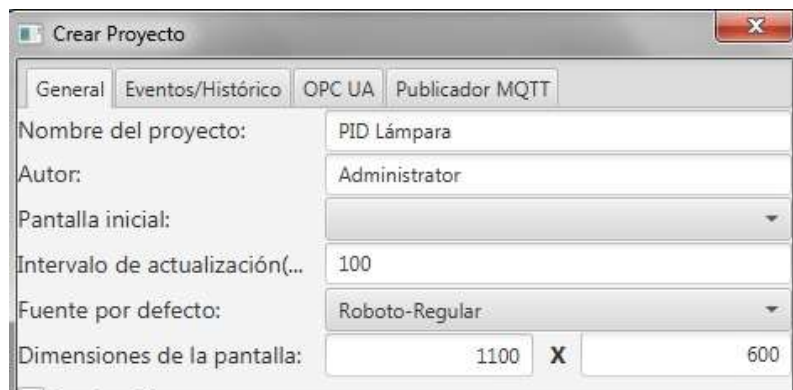 Crear Proyecto
General Eventos/Histórico OPC UA Publicador MQTT
Nombre del proyecto: PID Lámpara
Autor: Administrator
Pantalla inicial:
Intervalo de actualización(...  100
Fuente por defecto: Roboto-Regular
Dimensiones de la pantalla: 1100 X 600